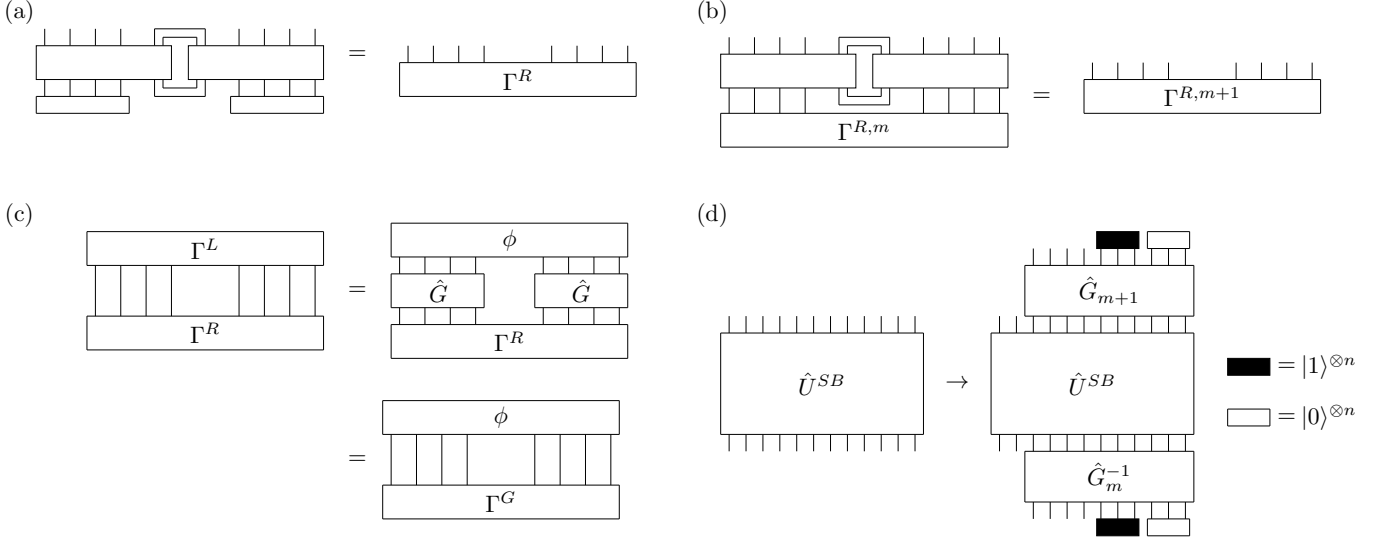 (a)
=
Γ^R
(b)
Γ^{R,m}
=
Γ^{R,m+1}
(c)
Γ^L
Γ^R
=
ϕ
Ĝ Ĝ
Γ^R
=
ϕ
Γ^G
(d)
Û^{SB}
→
Ĝ_{m+1}
Û^{SB}
Ĝ_m^{-1}
= |1⟩^{⊗n}
= |0⟩^{⊗n}